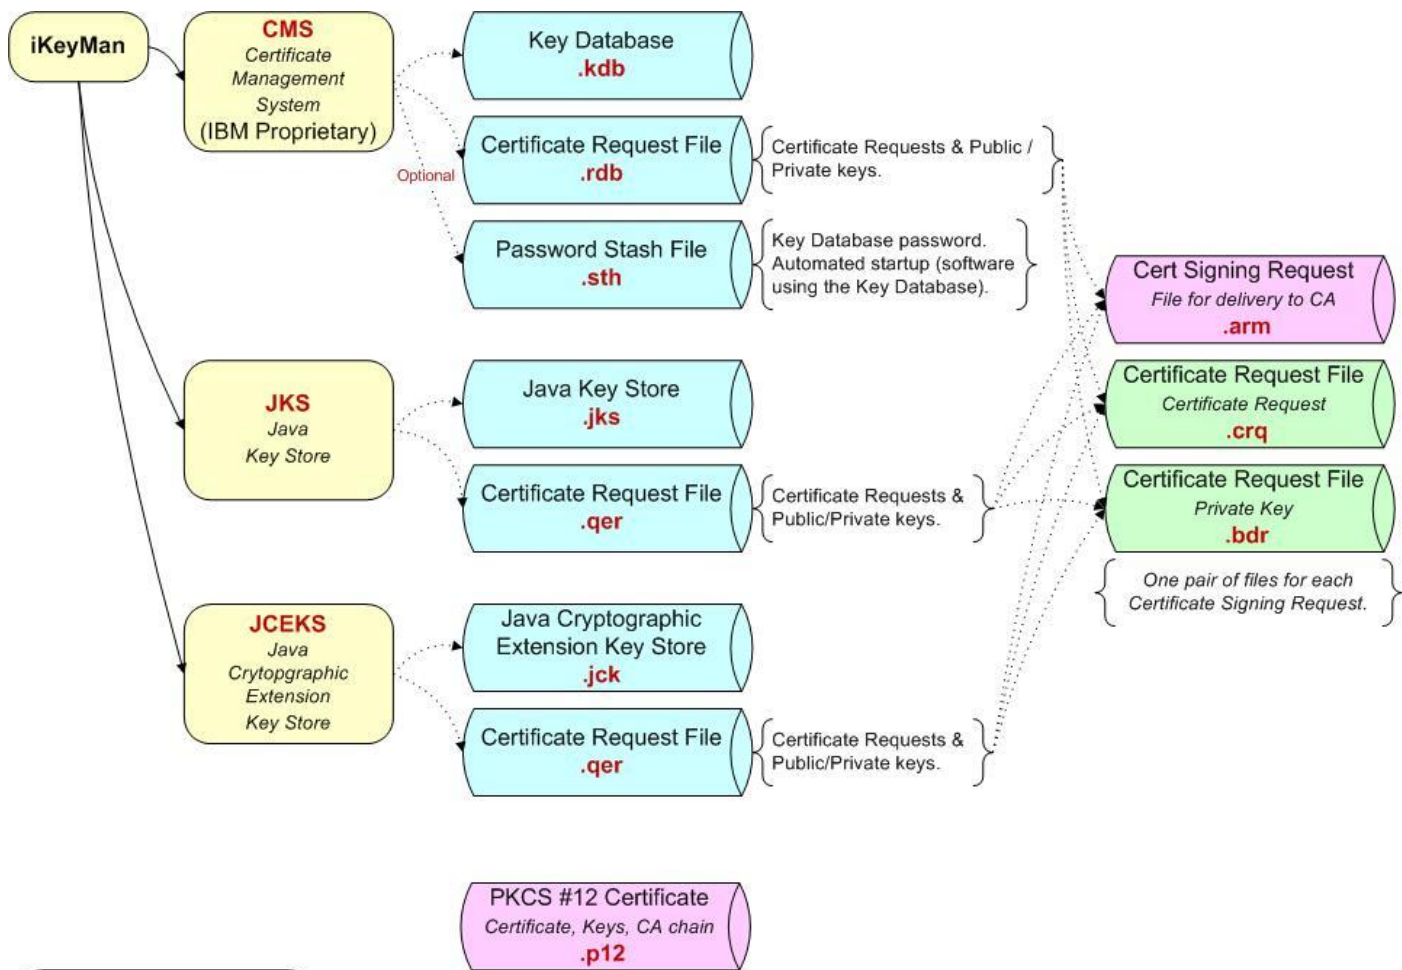 iKeyMan
CMS
Certificate
Management
System
(IBM Proprietary)
Key Database
.kdb
Certificate Request File
.rdb
Optional
Certificate Requests & Public /
Private keys.
Password Stash File
.sth
Key Database password.
Automated startup (software
using the Key Database).
Cert Signing Request
File for delivery to CA
.arm
JKS
Java
Key Store
Java Key Store
.jks
Certificate Request File
Certificate Request
.crq
Certificate Request File
.qer
Certificate Requests &
Public/Private keys.
Certificate Request File
Private Key
.bdr
One pair of files for each
Certificate Signing Request.
JCEKS
Java
Crytopgraphic
Extension
Key Store
Java Cryptographic
Extension Key Store
.jck
Certificate Request File
.qer
Certificate Requests &
Public/Private keys.
PKCS #12 Certificate
Certificate, Keys, CA chain
.p12